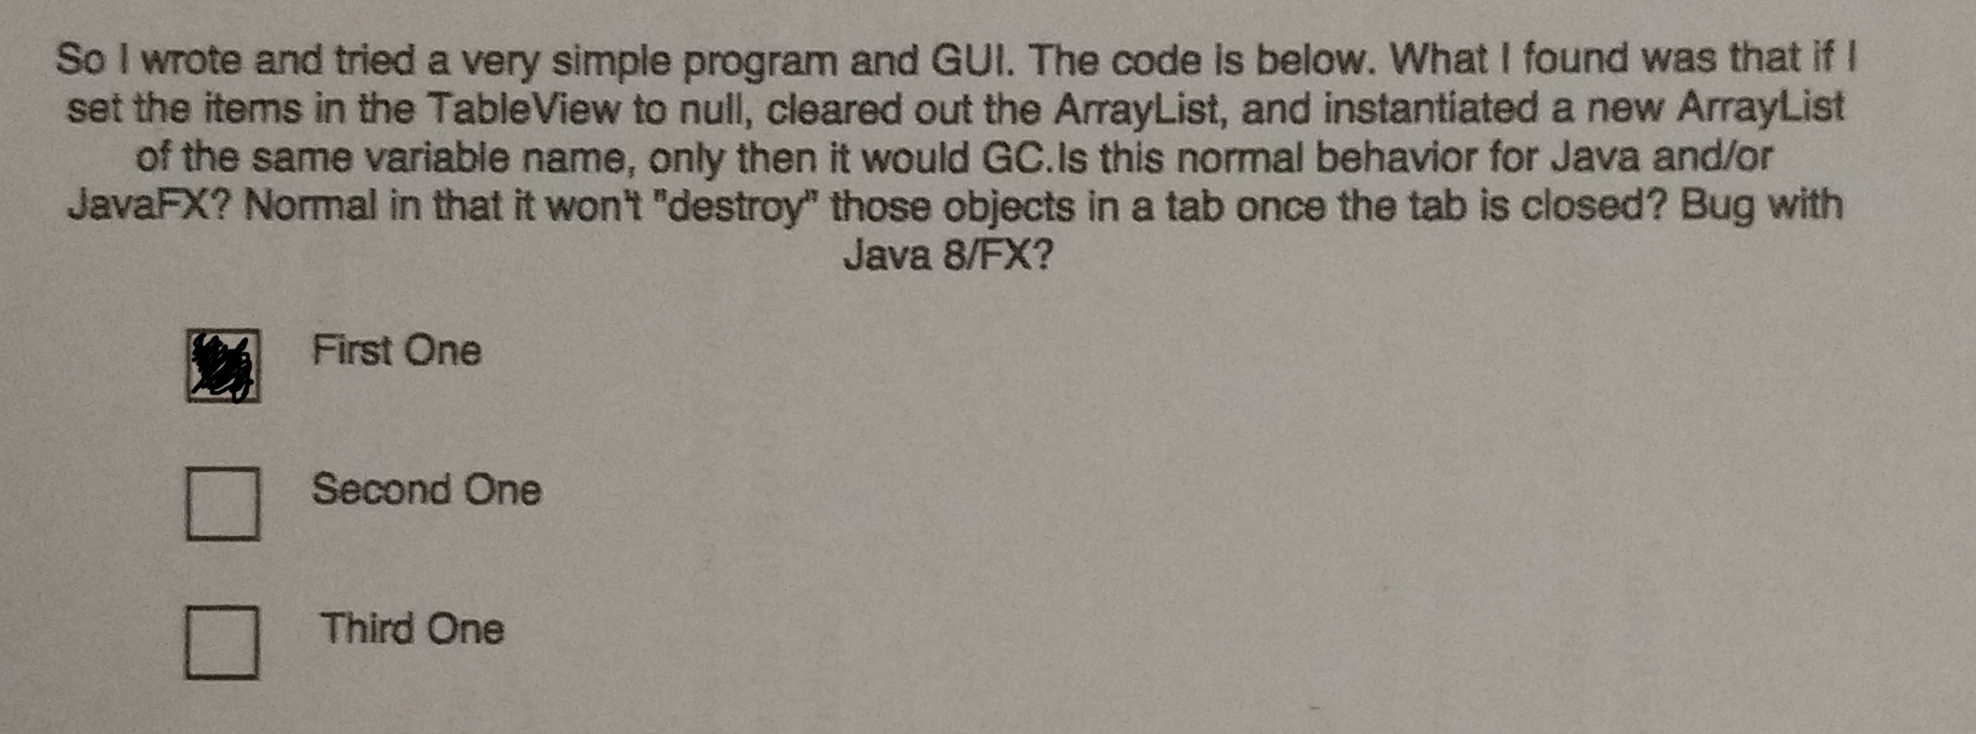 So I wrote and tried a very simple program and GUI. The code is below. What I found was that if I
set the items in the TableView to null, cleared out the ArrayList, and instantiated a new ArrayList
of the same variable name, only then it would GC.Is this normal behavior for Java and/or
JavaFX? Normal in that it won't "destroy" those objects in a tab once the tab is closed? Bug with
Java 8/FX?
First One
Second One
Third One